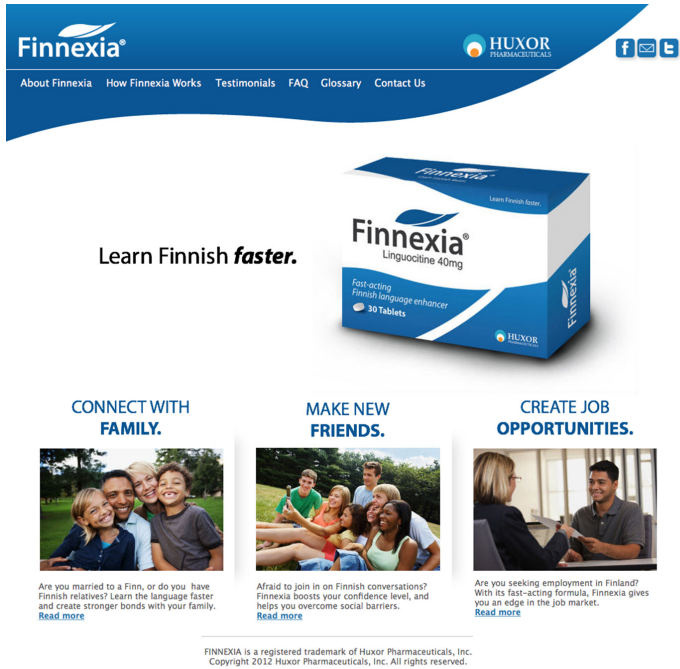 Finnexia®
HUXOR
PHARMACEUTICALS
About Finnexia How Finnexia Works Testimonials FAQ Glossary Contact Us
Finnexia®
Learn Finnish faster.
Learn Finnish faster.
Finnexia®
Linguocitine 40mg
Fast-acting
Finnish language enhancer
30 Tablets
Finnexia®
HUXOR
PHARMACEUTICALS
CONNECT WITH
FAMILY.
MAKE NEW
FRIENDS.
CREATE JOB
OPPORTUNITIES.
Are you married to a Finn, or do you have
Finnish relatives? Learn the language faster
and create stronger bonds with your family.
Read more
Afraid to join in on Finnish conversations?
Finnexia boosts your confidence level, and
helps you overcome social barriers.
Read more
Are you seeking employment in Finland?
With its fast-acting formula, Finnexia gives
you an edge in the job market.
Read more
FINNEXIA is a registered trademark of Huxor Pharmaceuticals, Inc.
Copyright 2012 Huxor Pharmaceuticals, Inc. All rights reserved.